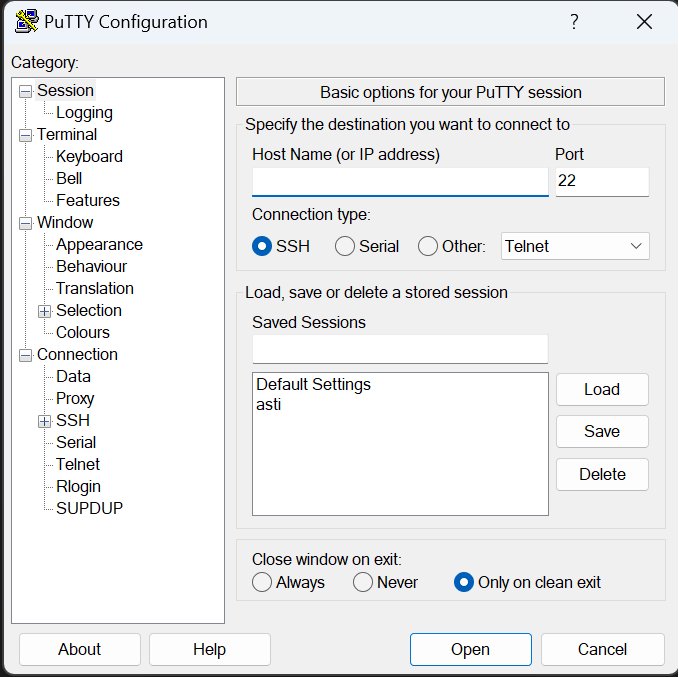 PuTTY Configuration
?
Category:
Session
Logging
Terminal
Keyboard
Bell
Features
Window
Appearance
Behaviour
Translation
Selection
Colours
Connection
Data
Proxy
SSH
Serial
Telnet
Rlogin
SUPDUP
Basic options for your PuTTY session
Specify the destination you want to connect to
Host Name (or IP address) Port
22
Connection type:
SSH Serial Other: Telnet
Load, save or delete a stored session
Saved Sessions
Default Settings
asti
Load
Save
Delete
Close window on exit:
Always Never Only on clean exit
About Help Open Cancel